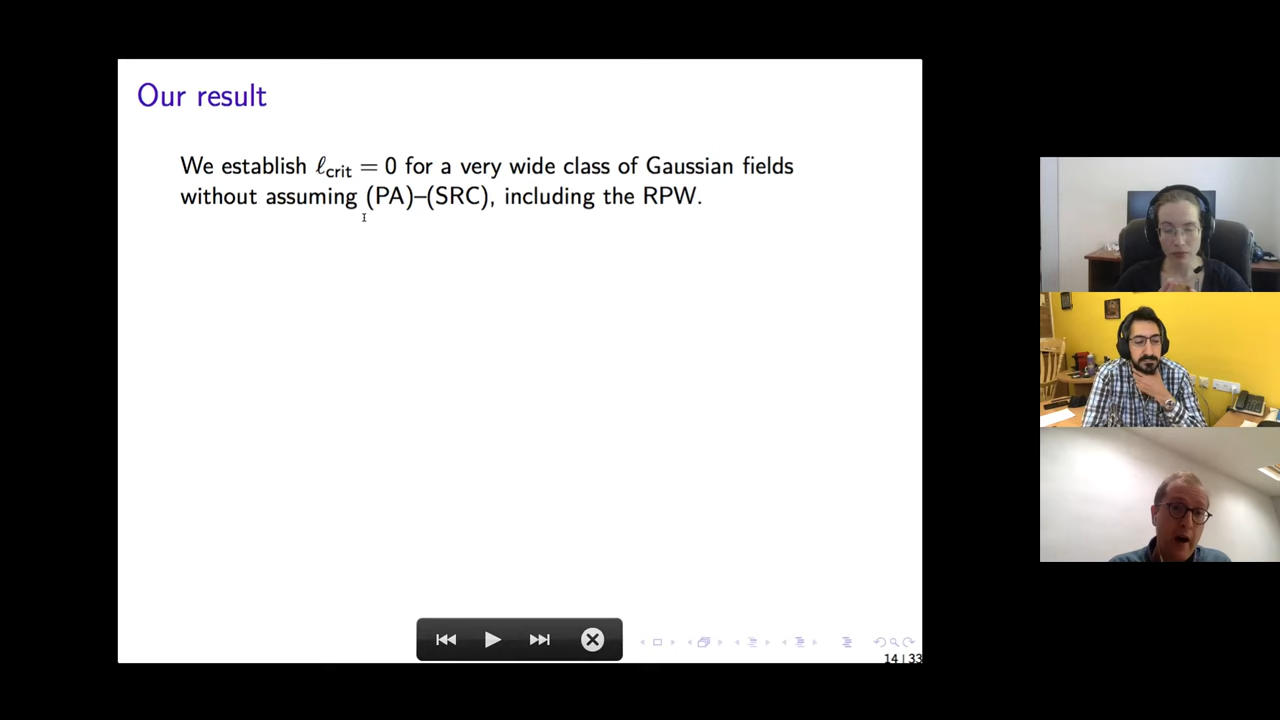 Our result
We establish ℓcrit = 0 for a very wide class of Gaussian fields
without assuming (PA)–(SRC), including the RPW.
14 | 33